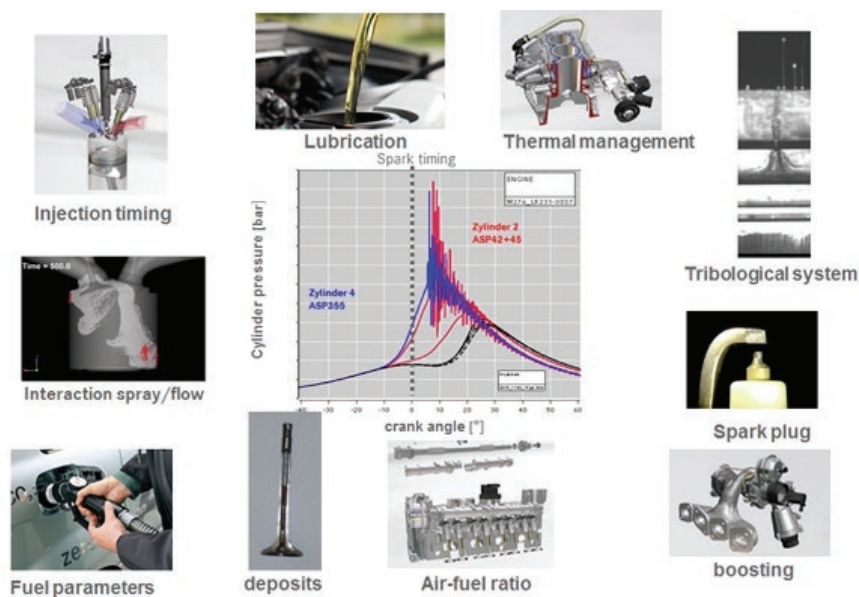 Lubrication
Thermal management
Injection timing
Spark timing
ENGINE
Cylinder pressure [bar]
Zylinder 2
ASP42+45
Zylinder 4
ASP355
-40 -30 -20 -10 0 10 20 30 40 50 60
crank angle [°]
Tribological system
Time = 500.0
Interaction spray/flow
Spark plug
Fuel parameters
deposits
Air-fuel ratio
boosting